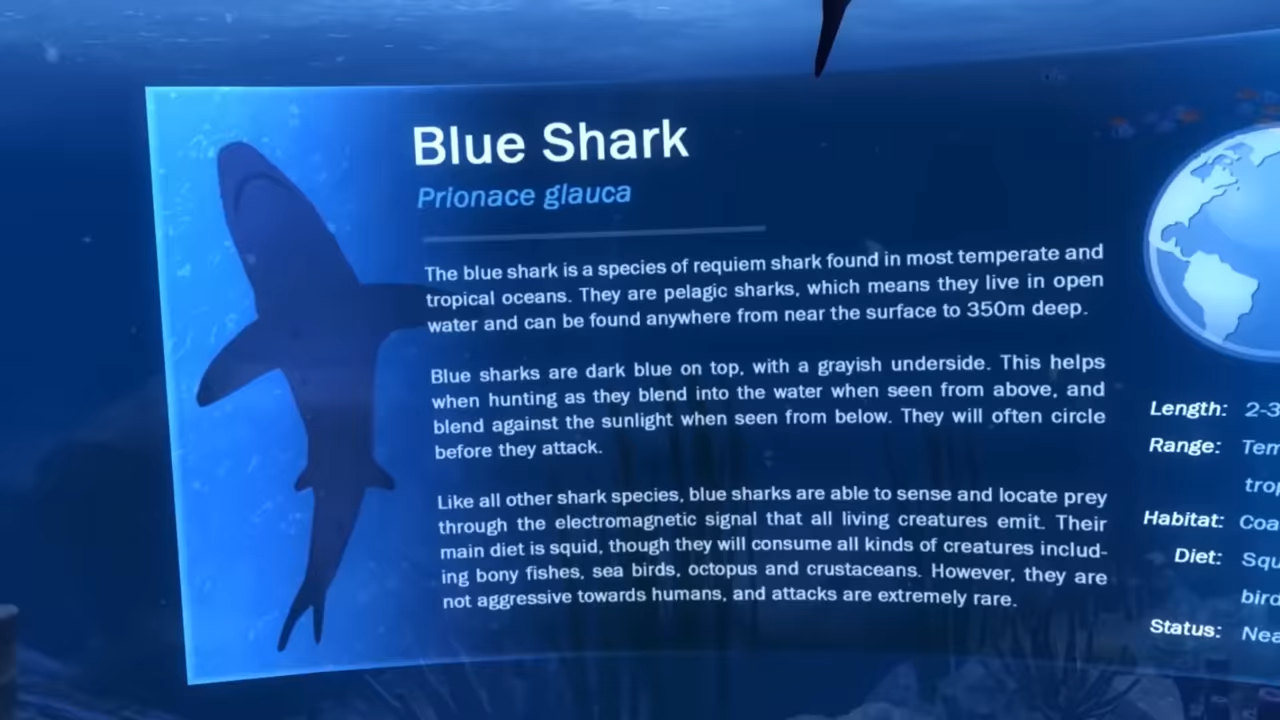 Blue Shark
Prionace glauca
The blue shark is a species of requiem shark found in most temperate and
tropical oceans. They are pelagic sharks, which means they live in open
water and can be found anywhere from near the surface to 350m deep.
Blue sharks are dark blue on top, with a grayish underside. This helps
when hunting as they blend into the water when seen from above, and
blend against the sunlight when seen from below. They will often circle
before they attack.
Like all other shark species, blue sharks are able to sense and locate prey
through the electromagnetic signal that all living creatures emit. Their
main diet is squid, though they will consume all kinds of creatures includ-
ing bony fishes, sea birds, octopus and crustaceans. However, they are
not aggressive towards humans, and attacks are extremely rare.
Length:
Range:
Habitat:
Diet:
Status: